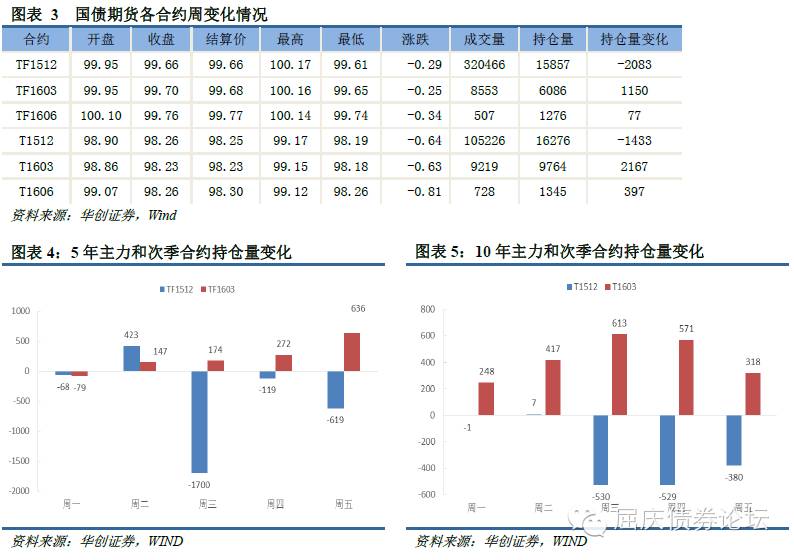 图表 3 国债期货各合约周变化情况
合约 开盘 收盘 结算价 最高 最低 涨跌 成交量 持仓量 持仓量变化
TF1512 99.95 99.66 99.66 100.17 99.61 -0.29 320466 15857 -2083
TF1603 99.95 99.70 99.68 100.16 99.65 -0.25 8553 6086 1150
TF1606 100.10 99.76 99.77 100.14 99.74 -0.34 507 1276 77
T1512 98.90 98.26 98.25 99.17 98.19 -0.64 105226 16276 -1433
T1603 98.86 98.23 98.23 99.15 98.18 -0.63 9219 9764 2167
T1606 99.07 98.26 98.30 99.12 98.26 -0.81 728 1345 397
资料来源：华创证券，Wind
图表 4：5 年主力和次季合约持仓量变化
TF1512 TF1603
1000
500
0
-500
-1000
-1500
-2000
-68 -79
423 147
-1700 174
-119 272
-619 636
周一 周二 周三 周四 周五
资料来源：华创证券，WIND
图表 5：10 年主力和次季合约持仓量变化
T1512 T1603
800
600
400
200
0
-200
-400
-600
-1 248
7 417
-530 613
-529 571
-380 318
周一 周二 周三 周四 周五
资料来源：华创证券，WIND
屈庆债券论坛